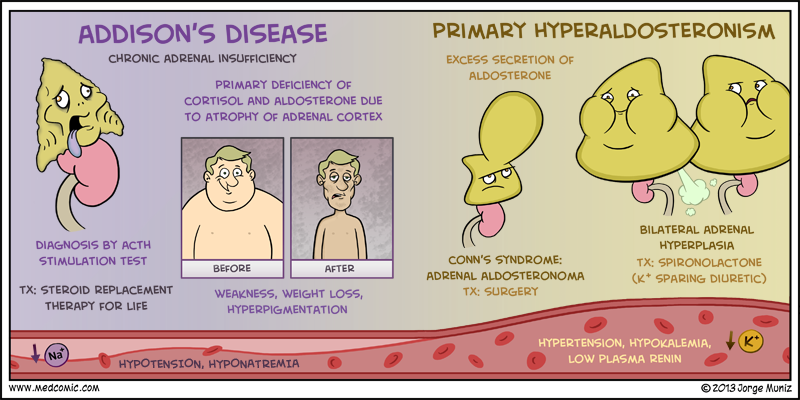 ADDISON'S DISEASE
CHRONIC ADRENAL INSUFFICIENCY
PRIMARY DEFICIENCY OF
CORTISOL AND ALDOSTERONE DUE
TO ATROPHY OF ADRENAL CORTEX
BEFORE
AFTER
DIAGNOSIS BY ACTH
STIMULATION TEST
TX: STEROID REPLACEMENT
THERAPY FOR LIFE
WEAKNESS, WEIGHT LOSS,
HYPERPIGMENTATION
Na+
HYPOTENSION, HYPONATREMIA
PRIMARY HYPERALDOSTERONISM
EXCESS SECRETION OF
ALDOSTERONE
CONN'S SYNDROME:
ADRENAL ALDOSTERONOMA
TX: SURGERY
BILATERAL ADRENAL
HYPERPLASIA
TX: SPIRONOLACTONE
(K+ SPARING DIURETIC)
HYPERTENSION, HYPOKALEMIA,
LOW PLASMA RENIN
K+
www.medcomic.com
© 2013 Jorge Muniz